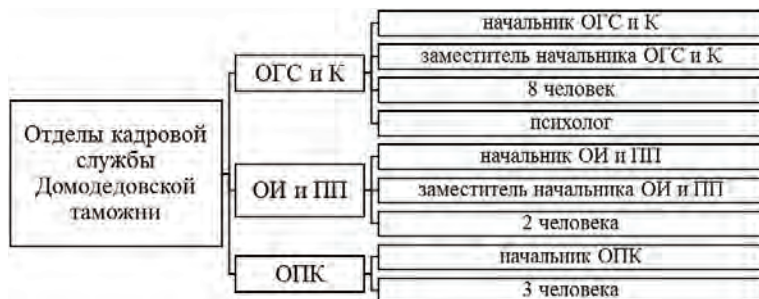 Отделы кадровой
службы
Домодедовской
таможни
ОГС и К
начальник ОГС и К
заместитель начальника ОГС и К
8 человек
психолог
ОИ и ПП
начальник ОИ и ПП
заместитель начальника ОИ и ПП
2 человека
ОПК
начальник ОПК
3 человека